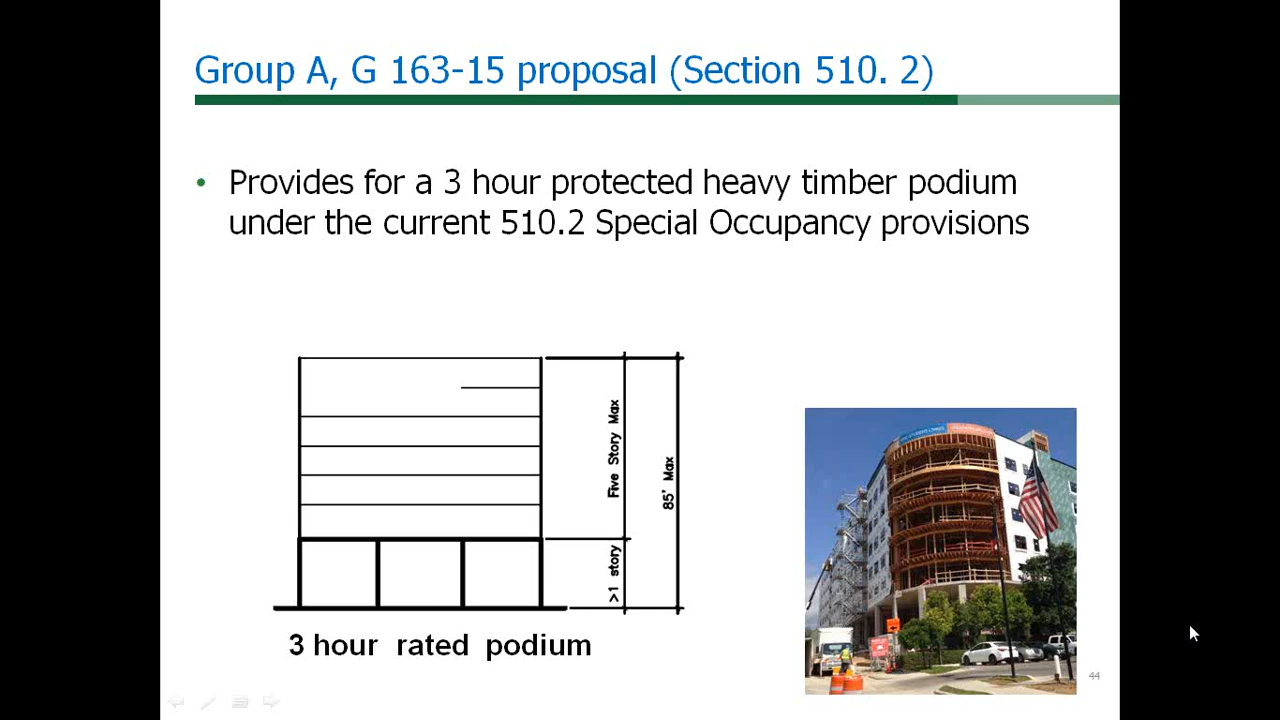 Group A, G 163-15 proposal (Section 510. 2)
• Provides for a 3 hour protected heavy timber podium
under the current 510.2 Special Occupancy provisions
Five Story Max
85' Max
>1 story
3 hour rated podium
44